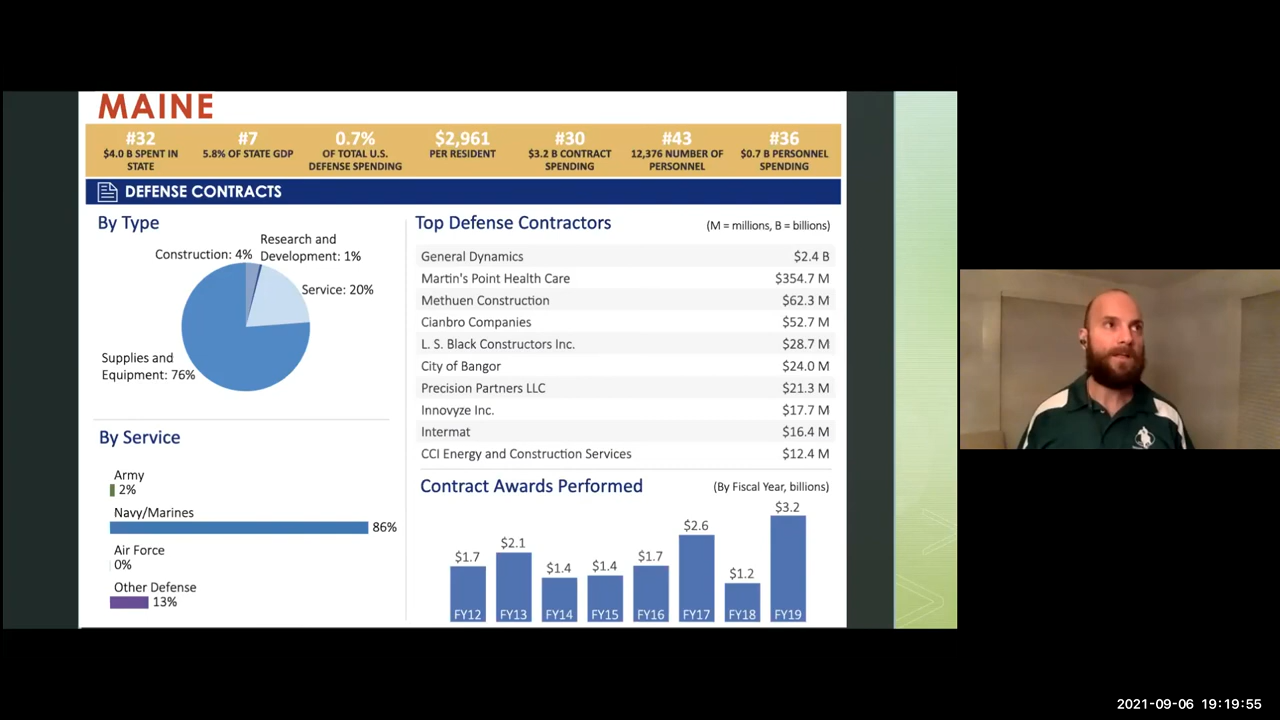 MAINE
#32
$4.0 B SPENT IN
STATE
#7
5.8% OF STATE GDP
0.7%
OF TOTAL U.S.
DEFENSE SPENDING
$2,961
PER RESIDENT
#30
$3.2 B CONTRACT
SPENDING
#43
12,376 NUMBER OF
PERSONNEL
#36
$0.7 B PERSONNEL
SPENDING
DEFENSE CONTRACTS
By Type
Construction: 4%
Research and
Development: 1%
Service: 20%
Supplies and
Equipment: 76%
By Service
Army
2%
Navy/Marines
86%
Air Force
0%
Other Defense
13%
Top Defense Contractors (M = millions, B = billions)
General Dynamics $2.4 B
Martin's Point Health Care $354.7 M
Methuen Construction $62.3 M
Cianbro Companies $52.7 M
L. S. Black Constructors Inc. $28.7 M
City of Bangor $24.0 M
Precision Partners LLC $21.3 M
Innovyze Inc. $17.7 M
Intermat $16.4 M
CCI Energy and Construction Services $12.4 M
Contract Awards Performed (By Fiscal Year, billions)
$1.7 $2.1 $1.4 $1.4 $1.7 $2.6 $1.2 $3.2
FY12 FY13 FY14 FY15 FY16 FY17 FY18 FY19
2021-09-06 19:19:55